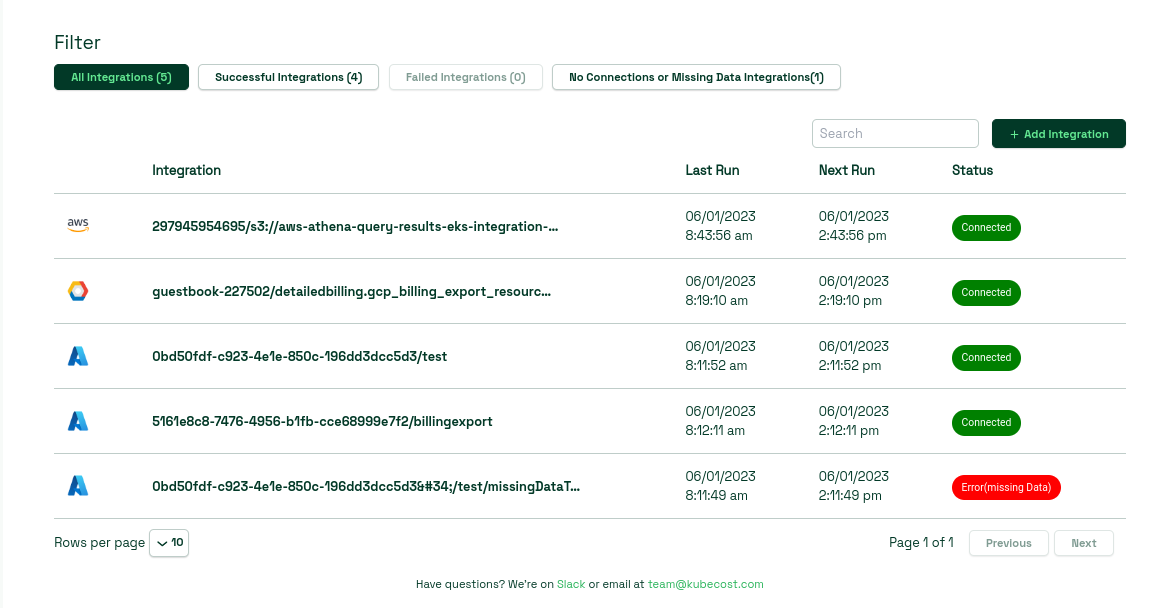 Filter
All Integrations (5) Successful Integrations (4) Failed Integrations (0) No Connections or Missing Data Integrations(1)
Search + Add Integration
Integration Last Run Next Run Status
aws 297945954695/s3://aws-athena-query-results-eks-integration-... 06/01/2023 8:43:56 am 06/01/2023 2:43:56 pm Connected
guestbook-227502/detailedbilling.gcp_billing_export_resourc... 06/01/2023 8:19:10 am 06/01/2023 2:19:10 pm Connected
0bd50fdf-c923-4e1e-850c-196dd3dcc5d3/test 06/01/2023 8:11:52 am 06/01/2023 2:11:52 pm Connected
5161e8c8-7476-4956-b1fb-cce68999e7f2/billingexport 06/01/2023 8:12:11 am 06/01/2023 2:12:11 pm Connected
0bd50fdf-c923-4e1e-850c-196dd3dcc5d3&#34;/test/missingDataT... 06/01/2023 8:11:49 am 06/01/2023 2:11:49 pm Error(missing Data)
Rows per page 10 Page 1 of 1 Previous Next
Have questions? We're on Slack or email at team@kubecost.com